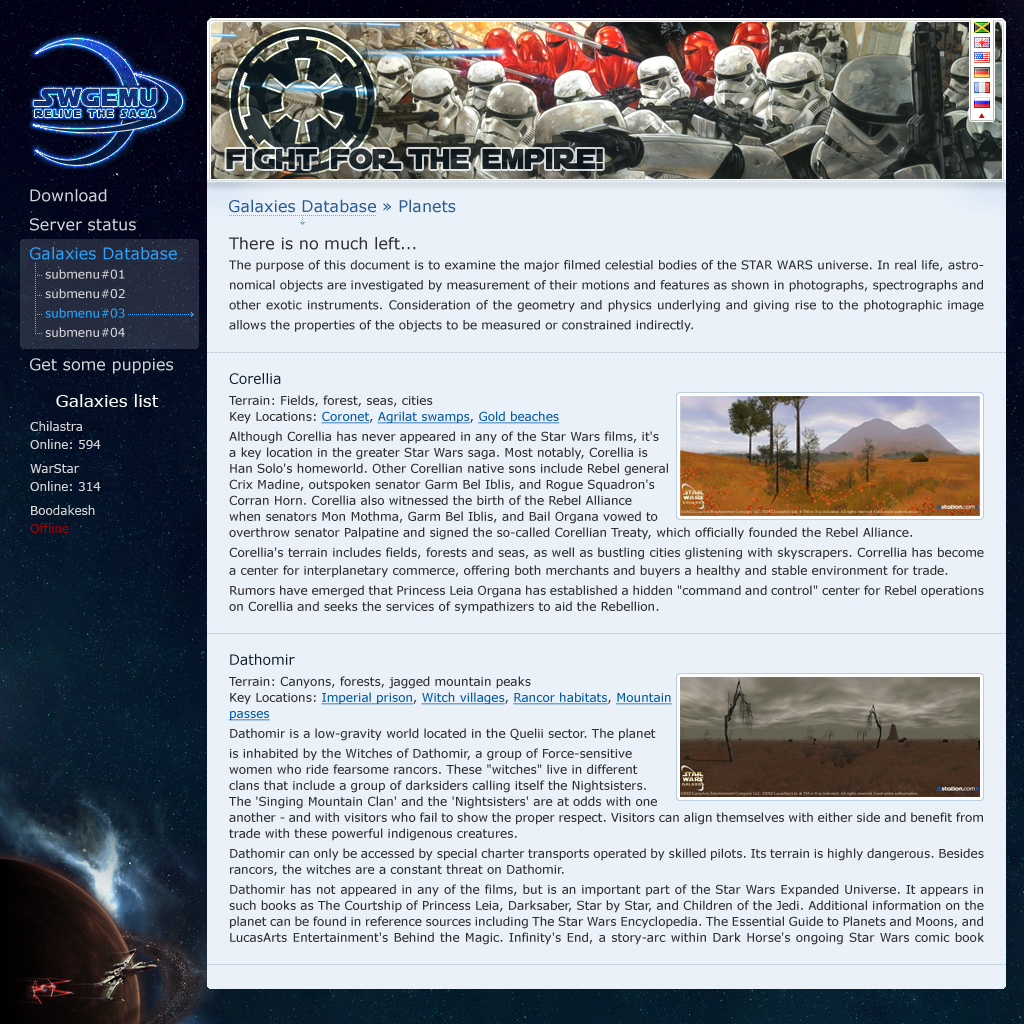 SWGEMU
RELIVE THE SAGA
FIGHT FOR THE EMPIRE!
Download
Server status
Galaxies Database
submenu#01
submenu#02
submenu#03
submenu#04
Get some puppies
Galaxies list
Chilastra
Online: 594
WarStar
Online: 314
Boodakesh
Offline
Galaxies Database » Planets
There is no much left...
The purpose of this document is to examine the major filmed celestial bodies of the STAR WARS universe. In real life, astro-
nomical objects are investigated by measurement of their motions and features as shown in photographs, spectrographs and
other exotic instruments. Consideration of the geometry and physics underlying and giving rise to the photographic image
allows the properties of the objects to be measured or constrained indirectly.
Corellia
Terrain: Fields, forest, seas, cities
Key Locations: Coronet, Agrilat swamps, Gold beaches
Although Corellia has never appeared in any of the Star Wars films, it's
a key location in the greater Star Wars saga. Most notably, Corellia is
Han Solo's homeworld. Other Corellian native sons include Rebel general
Crix Madine, outspoken senator Garm Bel Iblis, and Rogue Squadron's
Corran Horn. Corellia also witnessed the birth of the Rebel Alliance
when senators Mon Mothma, Garm Bel Iblis, and Bail Organa vowed to
overthrow senator Palpatine and signed the so-called Corellian Treaty, which officially founded the Rebel Alliance.
STAR WARS
station.com
Corellia's terrain includes fields, forests and seas, as well as bustling cities glistening with skyscrapers. Correllia has become
a center for interplanetary commerce, offering both merchants and buyers a healthy and stable environment for trade.
Rumors have emerged that Princess Leia Organa has established a hidden "command and control" center for Rebel operations
on Corellia and seeks the services of sympathizers to aid the Rebellion.
Dathomir
Terrain: Canyons, forests, jagged mountain peaks
Key Locations: Imperial prison, Witch villages, Rancor habitats, Mountain
passes
Dathomir is a low-gravity world located in the Quelii sector. The planet
is inhabited by the Witches of Dathomir, a group of Force-sensitive
women who ride fearsome rancors. These "witches" live in different
clans that include a group of darksiders calling itself the Nightsisters.
The 'Singing Mountain Clan' and the 'Nightsisters' are at odds with one
another - and with visitors who fail to show the proper respect. Visitors can align themselves with either side and benefit from
trade with these powerful indigenous creatures.
STAR WARS
station.com
Dathomir can only be accessed by special charter transports operated by skilled pilots. Its terrain is highly dangerous. Besides
rancors, the witches are a constant threat on Dathomir.
Dathomir has not appeared in any of the films, but is an important part of the Star Wars Expanded Universe. It appears in
such books as The Courtship of Princess Leia, Darksaber, Star by Star, and Children of the Jedi. Additional information on the
planet can be found in reference sources including The Star Wars Encyclopedia. The Essential Guide to Planets and Moons, and
LucasArts Entertainment's Behind the Magic. Infinity's End, a story-arc within Dark Horse's ongoing Star Wars comic book